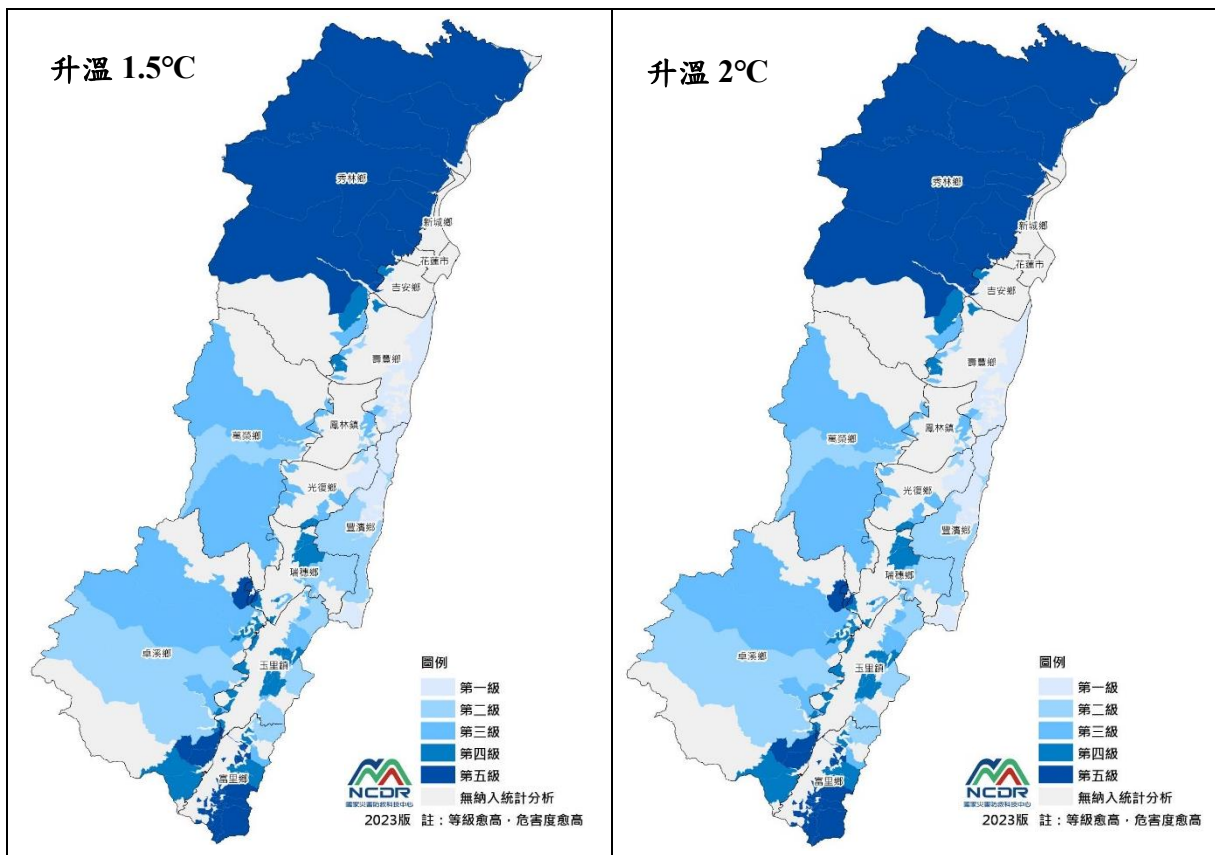 升溫 1.5°C
秀林鄉
新城鄉
花蓮市
吉安鄉
壽豐鄉
鳳林鎮
萬榮鄉
光復鄉
豐濱鄉
瑞穗鄉
卓溪鄉
玉里鎮
富里鄉
圖例
第一級
第二級
第三級
第四級
第五級
無納入統計分析
NCDR
國家災害防救科技中心
2023版 註：等級愈高，危害度愈高
升溫 2°C
秀林鄉
新城鄉
花蓮市
吉安鄉
壽豐鄉
鳳林鎮
萬榮鄉
光復鄉
豐濱鄉
瑞穗鄉
卓溪鄉
玉里鎮
富里鄉
圖例
第一級
第二級
第三級
第四級
第五級
無納入統計分析
NCDR
國家災害防救科技中心
2023版 註：等級愈高，危害度愈高